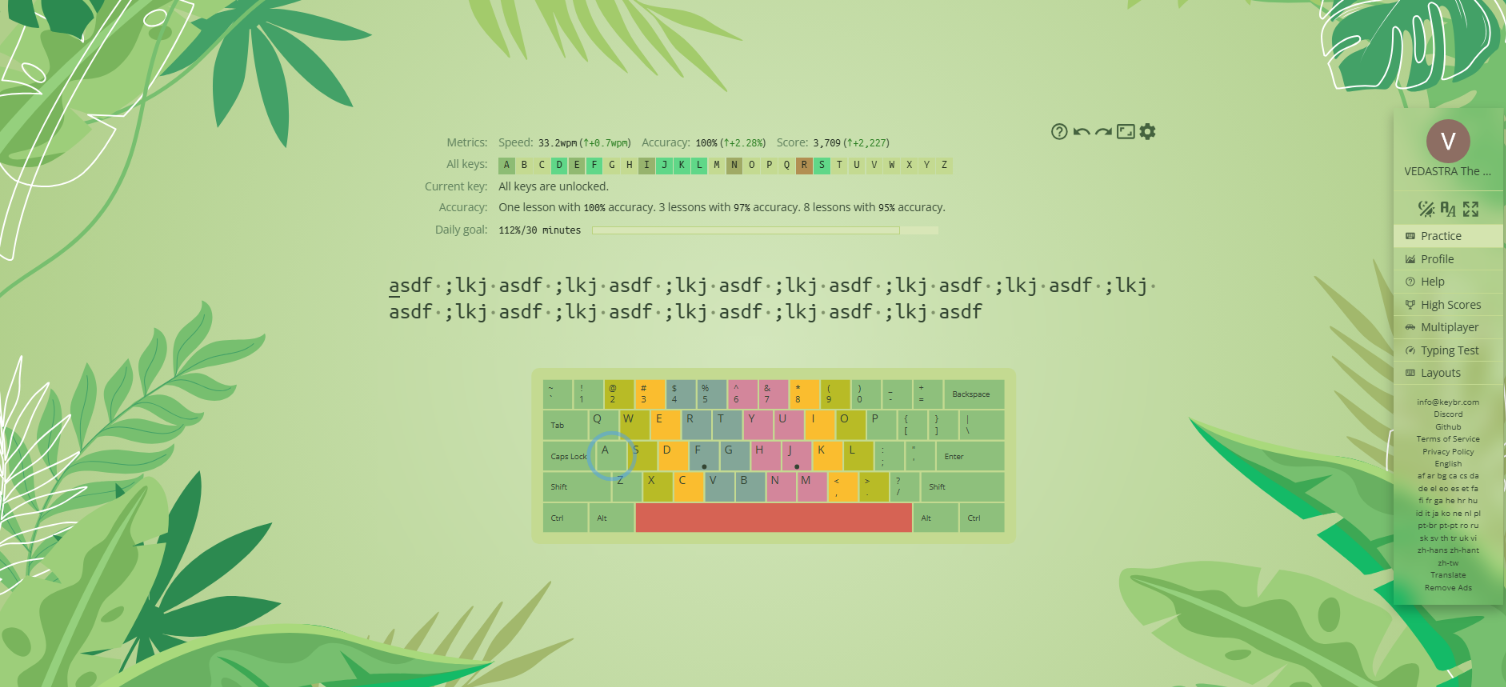 Metrics: Speed: 33.2wpm (↑+0.7wpm) Accuracy: 100% (↑+2.28%) Score: 3,709 (↑+2,227)
All keys: A B C D E F G H I J K L M N O P Q R S T U V W X Y Z
Current key: All keys are unlocked.
Accuracy: One lesson with 100% accuracy. 3 lessons with 97% accuracy. 8 lessons with 95% accuracy.
Daily goal: 112%/30 minutes
asdf·;lkj·asdf·;lkj·asdf·;lkj·asdf·;lkj·asdf·;lkj·asdf·;lkj·asdf·;lkj·
asdf·;lkj·asdf·;lkj·asdf·;lkj·asdf·;lkj·asdf·;lkj·asdf
~ ! @ # $ % ^ & * ( ) _ +
` 1 2 3 4 5 6 7 8 9 0 - = Backspace
Tab Q W E R T Y U I O P { } |
[ ] \
Caps Lock A S D F G H J K L : "
; ' Enter
Shift Z X C V B N M < > ? Shift
, . /
Ctrl Alt Alt Ctrl
V
VEDASTRA The ...
Practice
Profile
Help
High Scores
Multiplayer
Typing Test
Layouts
info@keybr.com
Discord
Github
Terms of Service
Privacy Policy
English
af ar bg ca cs da
de el eo es et fa
fi fr ga he hr hu
id it ja ko ne nl pl
pt-br pt-pt ro ru
sk sv th tr uk vi
zh-hans zh-hant
zh-tw
Translate
Remove Ads